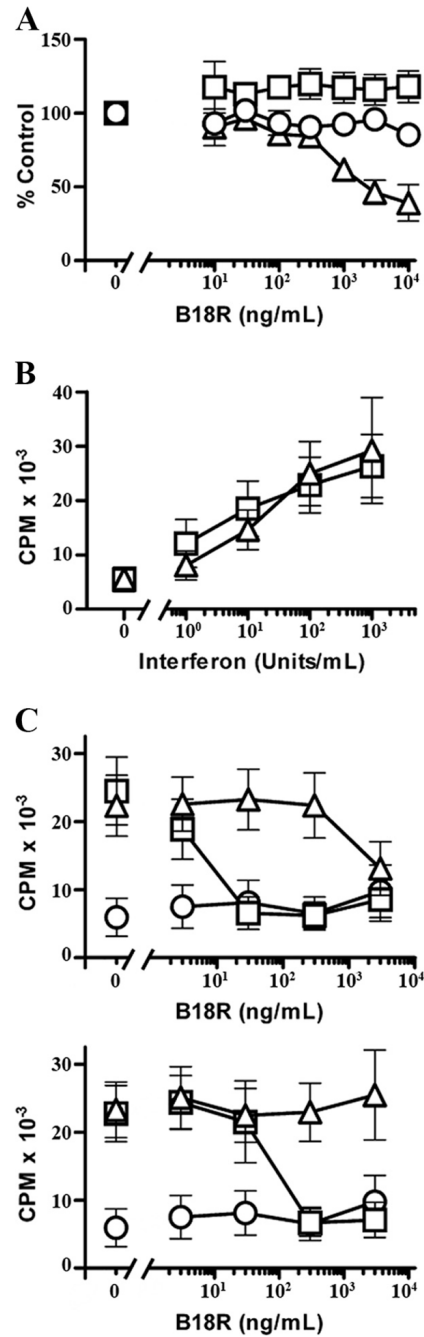 A
150
100
50
0
% Control
0 10¹ 10² 10³ 10⁴
B18R (ng/mL)
B
40
30
20
10
0
CPM x 10⁻³
0 10⁰ 10¹ 10² 10³
Interferon (Units/mL)
C
30
20
10
0
CPM x 10⁻³
0 10¹ 10² 10³ 10⁴
B18R (ng/mL)
30
20
10
0
CPM x 10⁻³
0 10¹ 10² 10³ 10⁴
B18R (ng/mL)